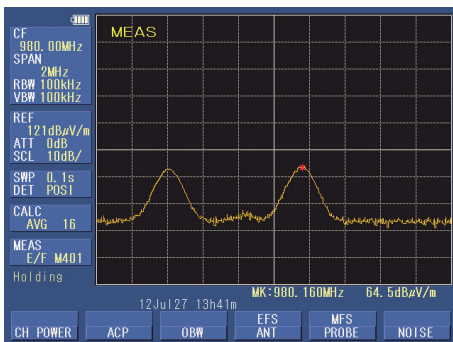 CF
980.00MHz
SPAN
2MHz
RBW 100kHz
VBW 100kHz
REF
121dBμV/m
ATT 0dB
SCL 10dB/
SWP 0.1s
DET POSI
CALC
AVG 16
MEAS
E/F M401
Holding
MEAS
MK:980.160MHz 64.5dBμV/m
12Jul27 13h41m
CH POWER
ACP
OBW
EFS
ANT
MFS
PROBE
NOISE